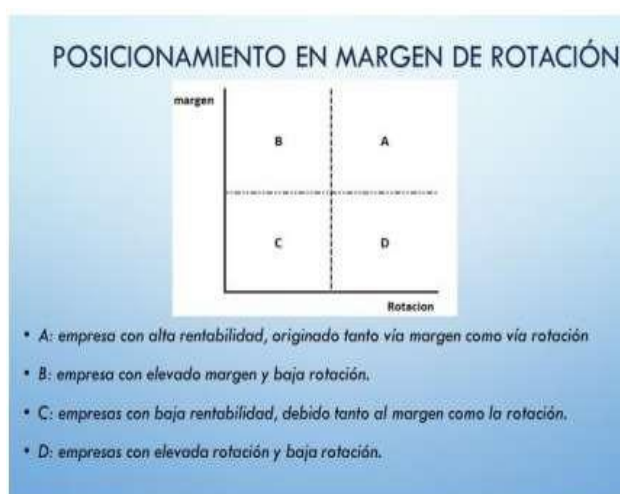 POSICIONAMIENTO EN MARGEN DE ROTACIÓN
margen
B
A
C
D
Rotacion
• A: empresa con alta rentabilidad, originado tanto vía margen como vía rotación
• B: empresa con elevado margen y baja rotación.
• C: empresas con baja rentabilidad, debido tanto al margen como la rotación.
• D: empresas con elevada rotación y baja rotación.